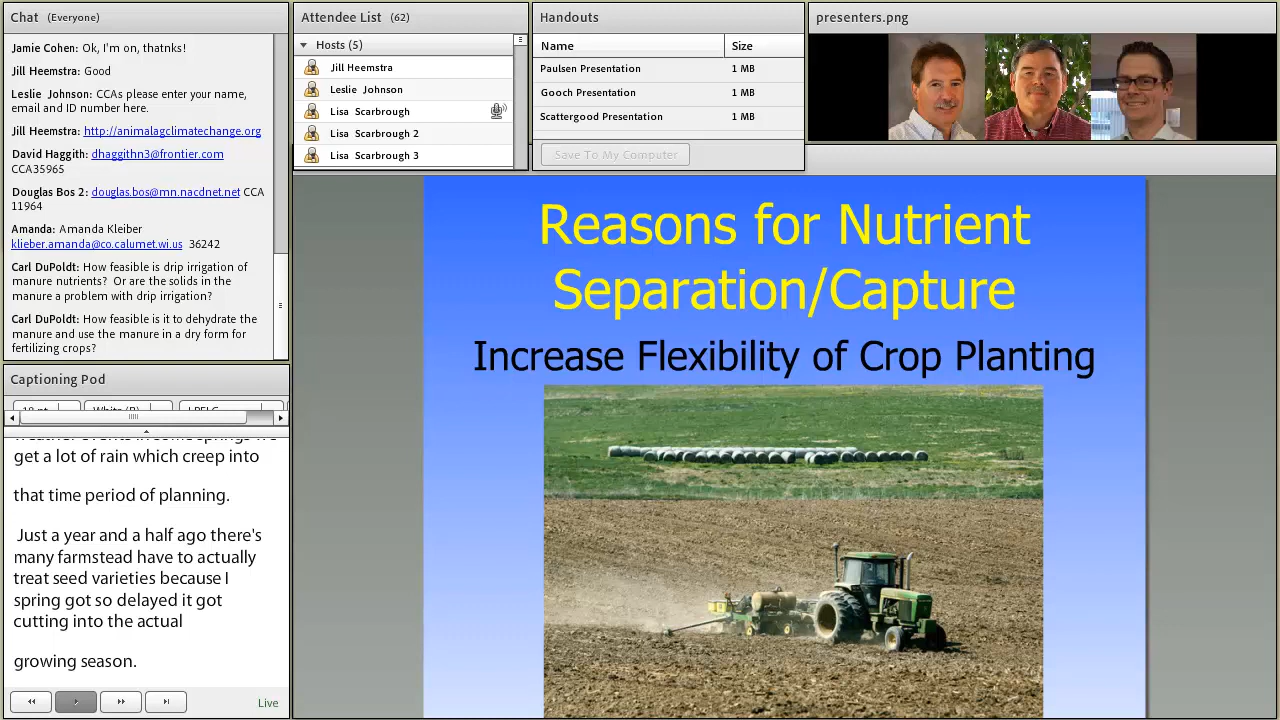 Chat (Everyone)
Jamie Cohen: Ok, I'm on, thatnks!
Jill Heemstra: Good
Leslie Johnson: CCAs please enter your name,
email and ID number here.
Jill Heemstra: http://animalagclimatechange.org
David Haggith: dhaggithn3@frontier.com
CCA35965
Douglas Bos 2: douglas.bos@mn.nacdnet.net CCA
11964
Amanda: Amanda Kleiber
klieber.amanda@co.calumet.wi.us 36242
Carl DuPoldt: How feasible is drip irrigation of
manure nutrients? Or are the solids in the
manure a problem with drip irrigation?
Carl DuPoldt: How feasible is it to dehydrate the
manure and use the manure in a dry form for
fertilizing crops?
Captioning Pod
get a lot of rain which creep into
that time period of planning.
Just a year and a half ago there's
many farmstead have to actually
treat seed varieties because I
spring got so delayed it got
cutting into the actual
growing season.
Live
Attendee List (62)
Hosts (5)
Jill Heemstra
Leslie Johnson
Lisa Scarbrough
Lisa Scarbrough 2
Lisa Scarbrough 3
Handouts
Name Size
Paulsen Presentation 1 MB
Gooch Presentation 1 MB
Scattergood Presentation 1 MB
Save To My Computer
presenters.png
Reasons for Nutrient
Separation/Capture
Increase Flexibility of Crop Planting